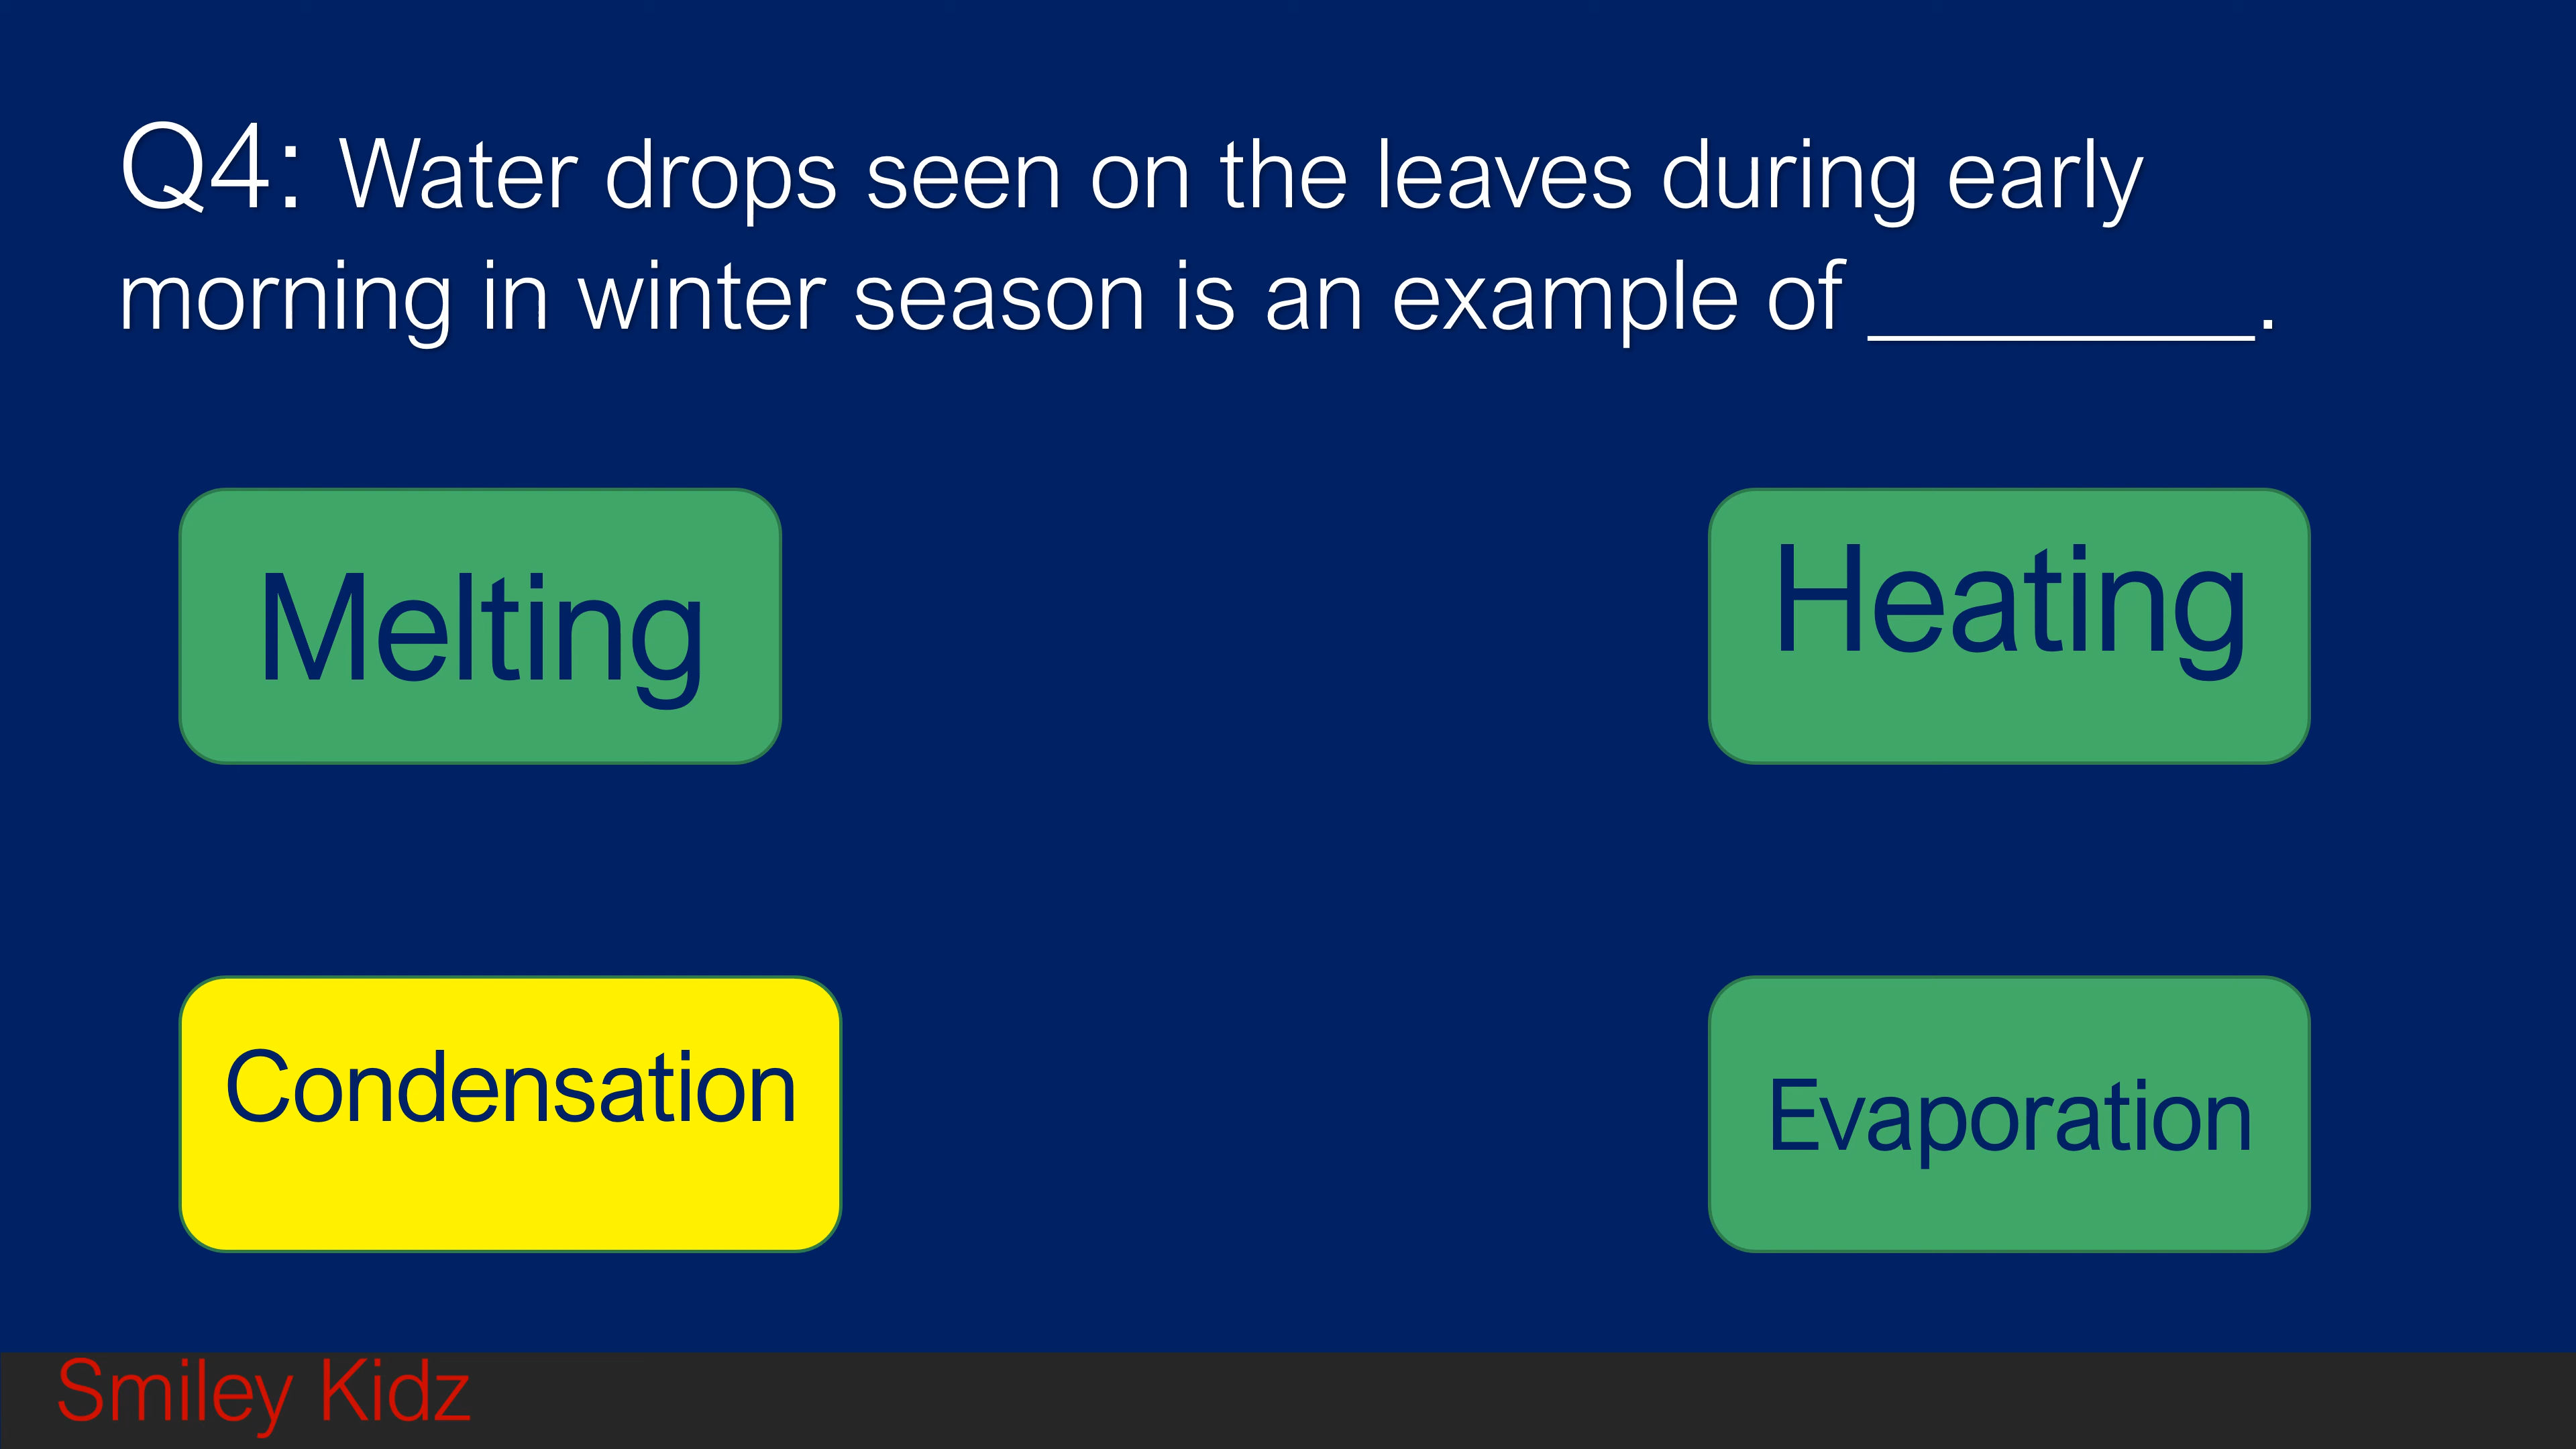 Q4: Water drops seen on the leaves during early
morning in winter season is an example of ________.
Melting
Heating
Condensation
Evaporation
Smiley Kidz